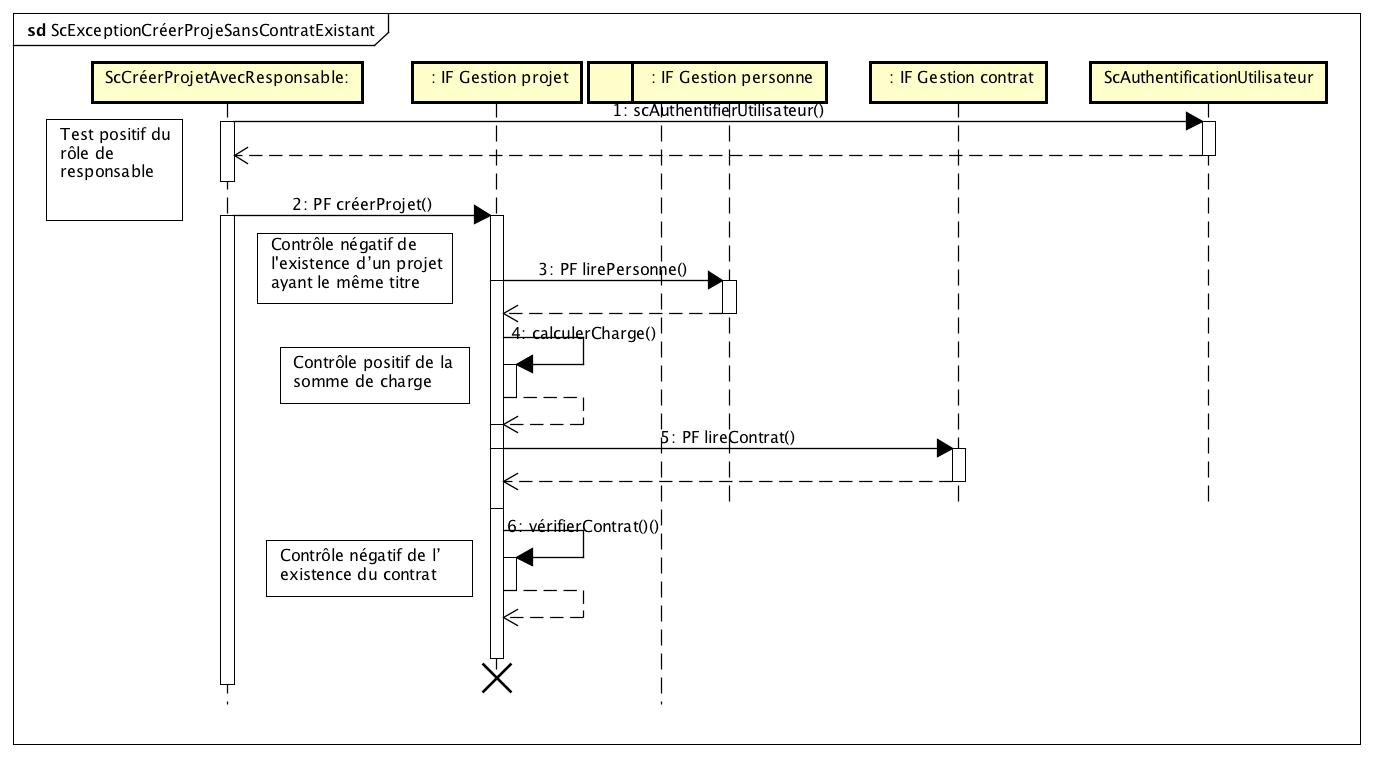 sd ScExceptionCréerProjeSansContratExistant
ScCréerProjetAvecResponsable:
: IF Gestion projet
: IF Gestion personne
: IF Gestion contrat
ScAuthentificationUtilisateur
1: scAuthentifierUtilisateur()
Test positif du
rôle de
responsable
2: PF créerProjet()
Contrôle négatif de
l'existence d’un projet
ayant le même titre
3: PF lirePersonne()
4: calculerCharge()
Contrôle positif de la
somme de charge
5: PF lireContrat()
6: vérifierContrat()()
Contrôle négatif de l’
existence du contrat